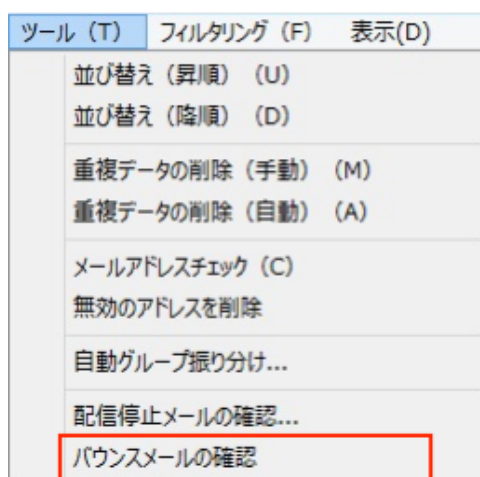 ツール（T） フィルタリング（F） 表示(D)
並び替え（昇順）（U）
並び替え（降順）（D）
重複データの削除（手動）（M）
重複データの削除（自動）（A）
メールアドレスチェック（C）
無効のアドレスを削除
自動グループ振り分け...
配信停止メールの確認...
バウンスメールの確認